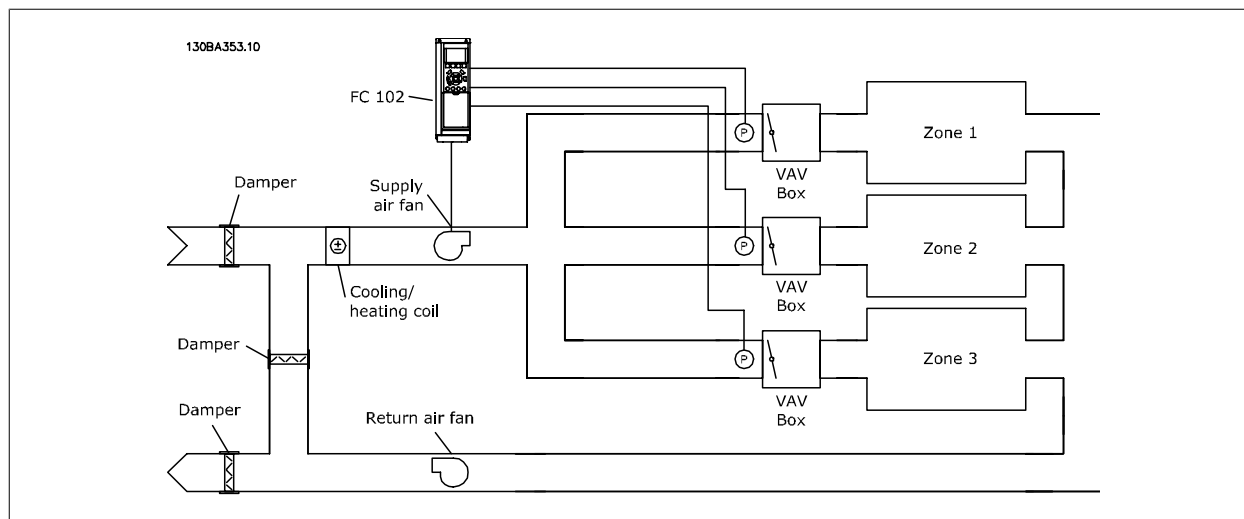 130BA353.10
FC 102
Damper
Supply
air fan
Cooling/
heating coil
Damper
Damper
Return air fan
P
VAV
Box
Zone 1
P
VAV
Box
Zone 2
P
VAV
Box
Zone 3